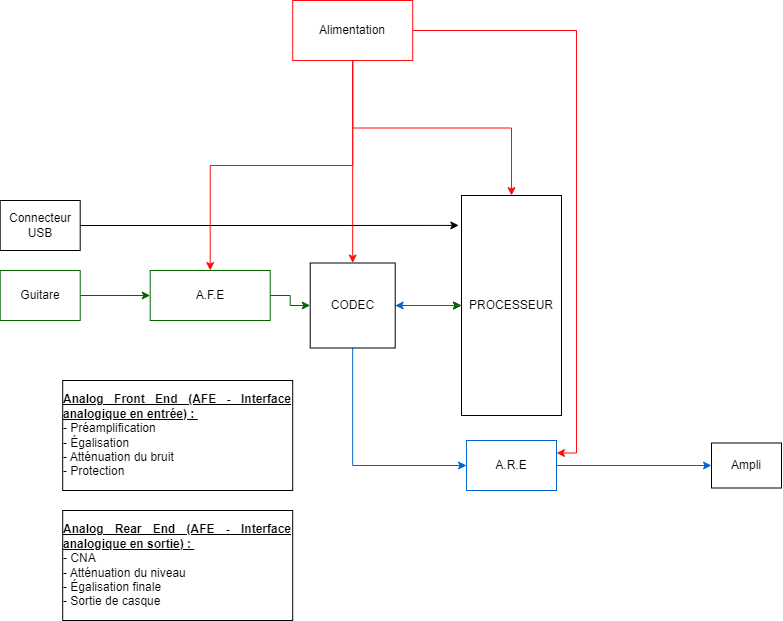 Alimentation
Connecteur
USB
Guitare
A.F.E
CODEC
PROCESSEUR
Analog Front End (AFE - Interface
analogique en entrée) :
- Préamplification
- Égalisation
- Atténuation du bruit
- Protection
A.R.E
Ampli
Analog Rear End (AFE - Interface
analogique en sortie) :
- CNA
- Atténuation du niveau
- Égalisation finale
- Sortie de casque